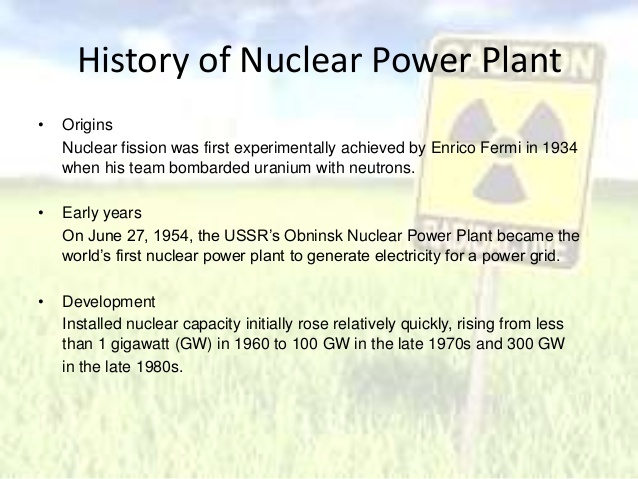 History of Nuclear Power Plant
CAUTION
• Origins
Nuclear fission was first experimentally achieved by Enrico Fermi in 1934
when his team bombarded uranium with neutrons.
• Early years
On June 27, 1954, the USSR's Obninsk Nuclear Power Plant became the
world's first nuclear power plant to generate electricity for a power grid.
• Development
Installed nuclear capacity initially rose relatively quickly, rising from less
than 1 gigawatt (GW) in 1960 to 100 GW in the late 1970s and 300 GW
in the late 1980s.